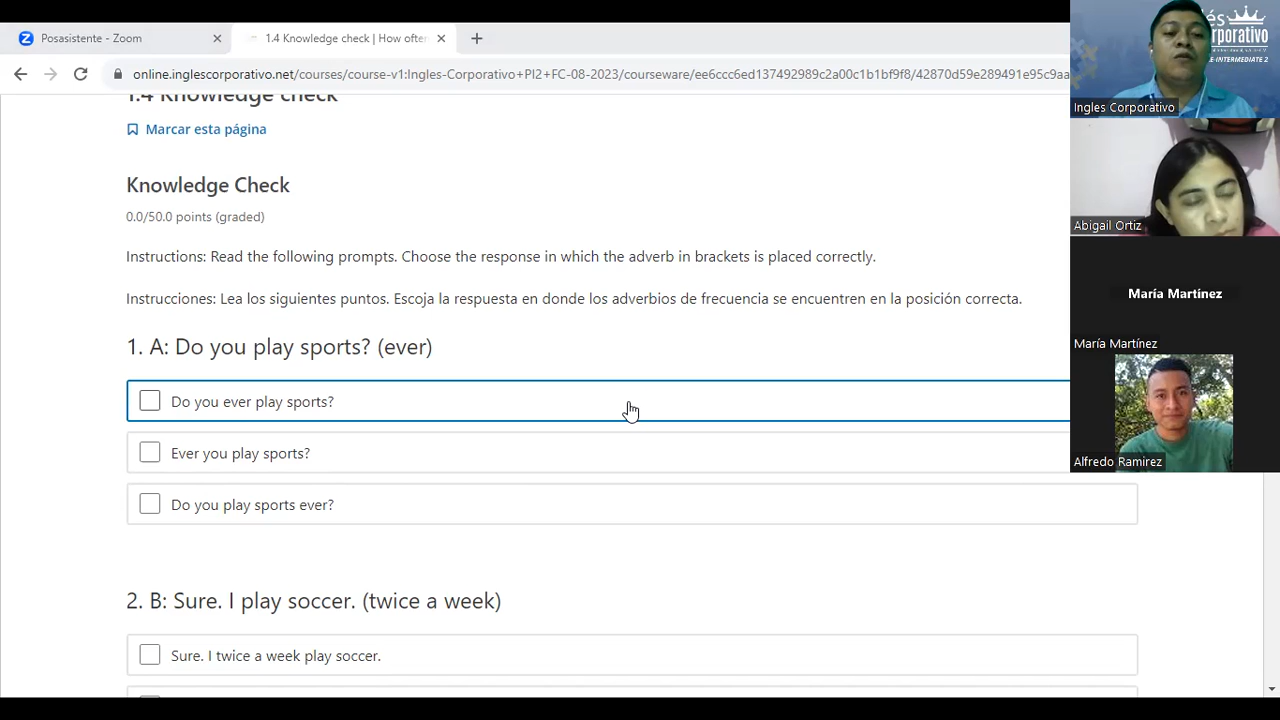 Posasistente - Zoom
1.4 Knowledge check | How ofte
online.inglescorporativo.net/courses/course-v1:Ingles-Corporativo+PI2+FC-08-2023/courseware/ee6ccc6ed137492989c2a00c1b1bf9f8/42870d59e289491e95c9aa
1.4 Knowledge check
Marcar esta página
Knowledge Check
0.0/50.0 points (graded)
Instructions: Read the following prompts. Choose the response in which the adverb in brackets is placed correctly.
Instrucciones: Lea los siguientes puntos. Escoja la respuesta en donde los adverbios de frecuencia se encuentren en la posición correcta.
1. A: Do you play sports? (ever)
Do you ever play sports?
Ever you play sports?
Do you play sports ever?
2. B: Sure. I play soccer. (twice a week)
Sure. I twice a week play soccer.
Ingles Corporativo
Abigail Ortiz
María Martínez
María Martínez
Alfredo Ramirez